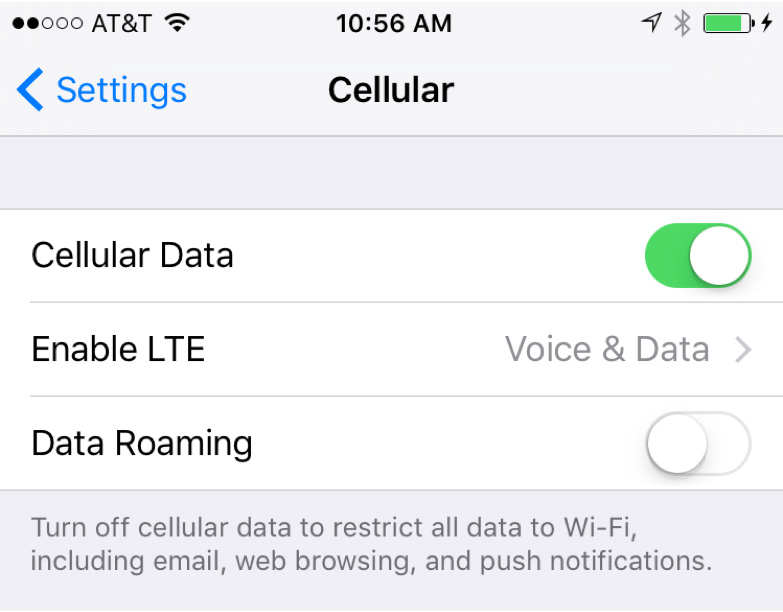 AT&T 10:56 AM
Settings Cellular
Cellular Data
Enable LTE Voice & Data
Data Roaming
Turn off cellular data to restrict all data to Wi-Fi,
including email, web browsing, and push notifications.